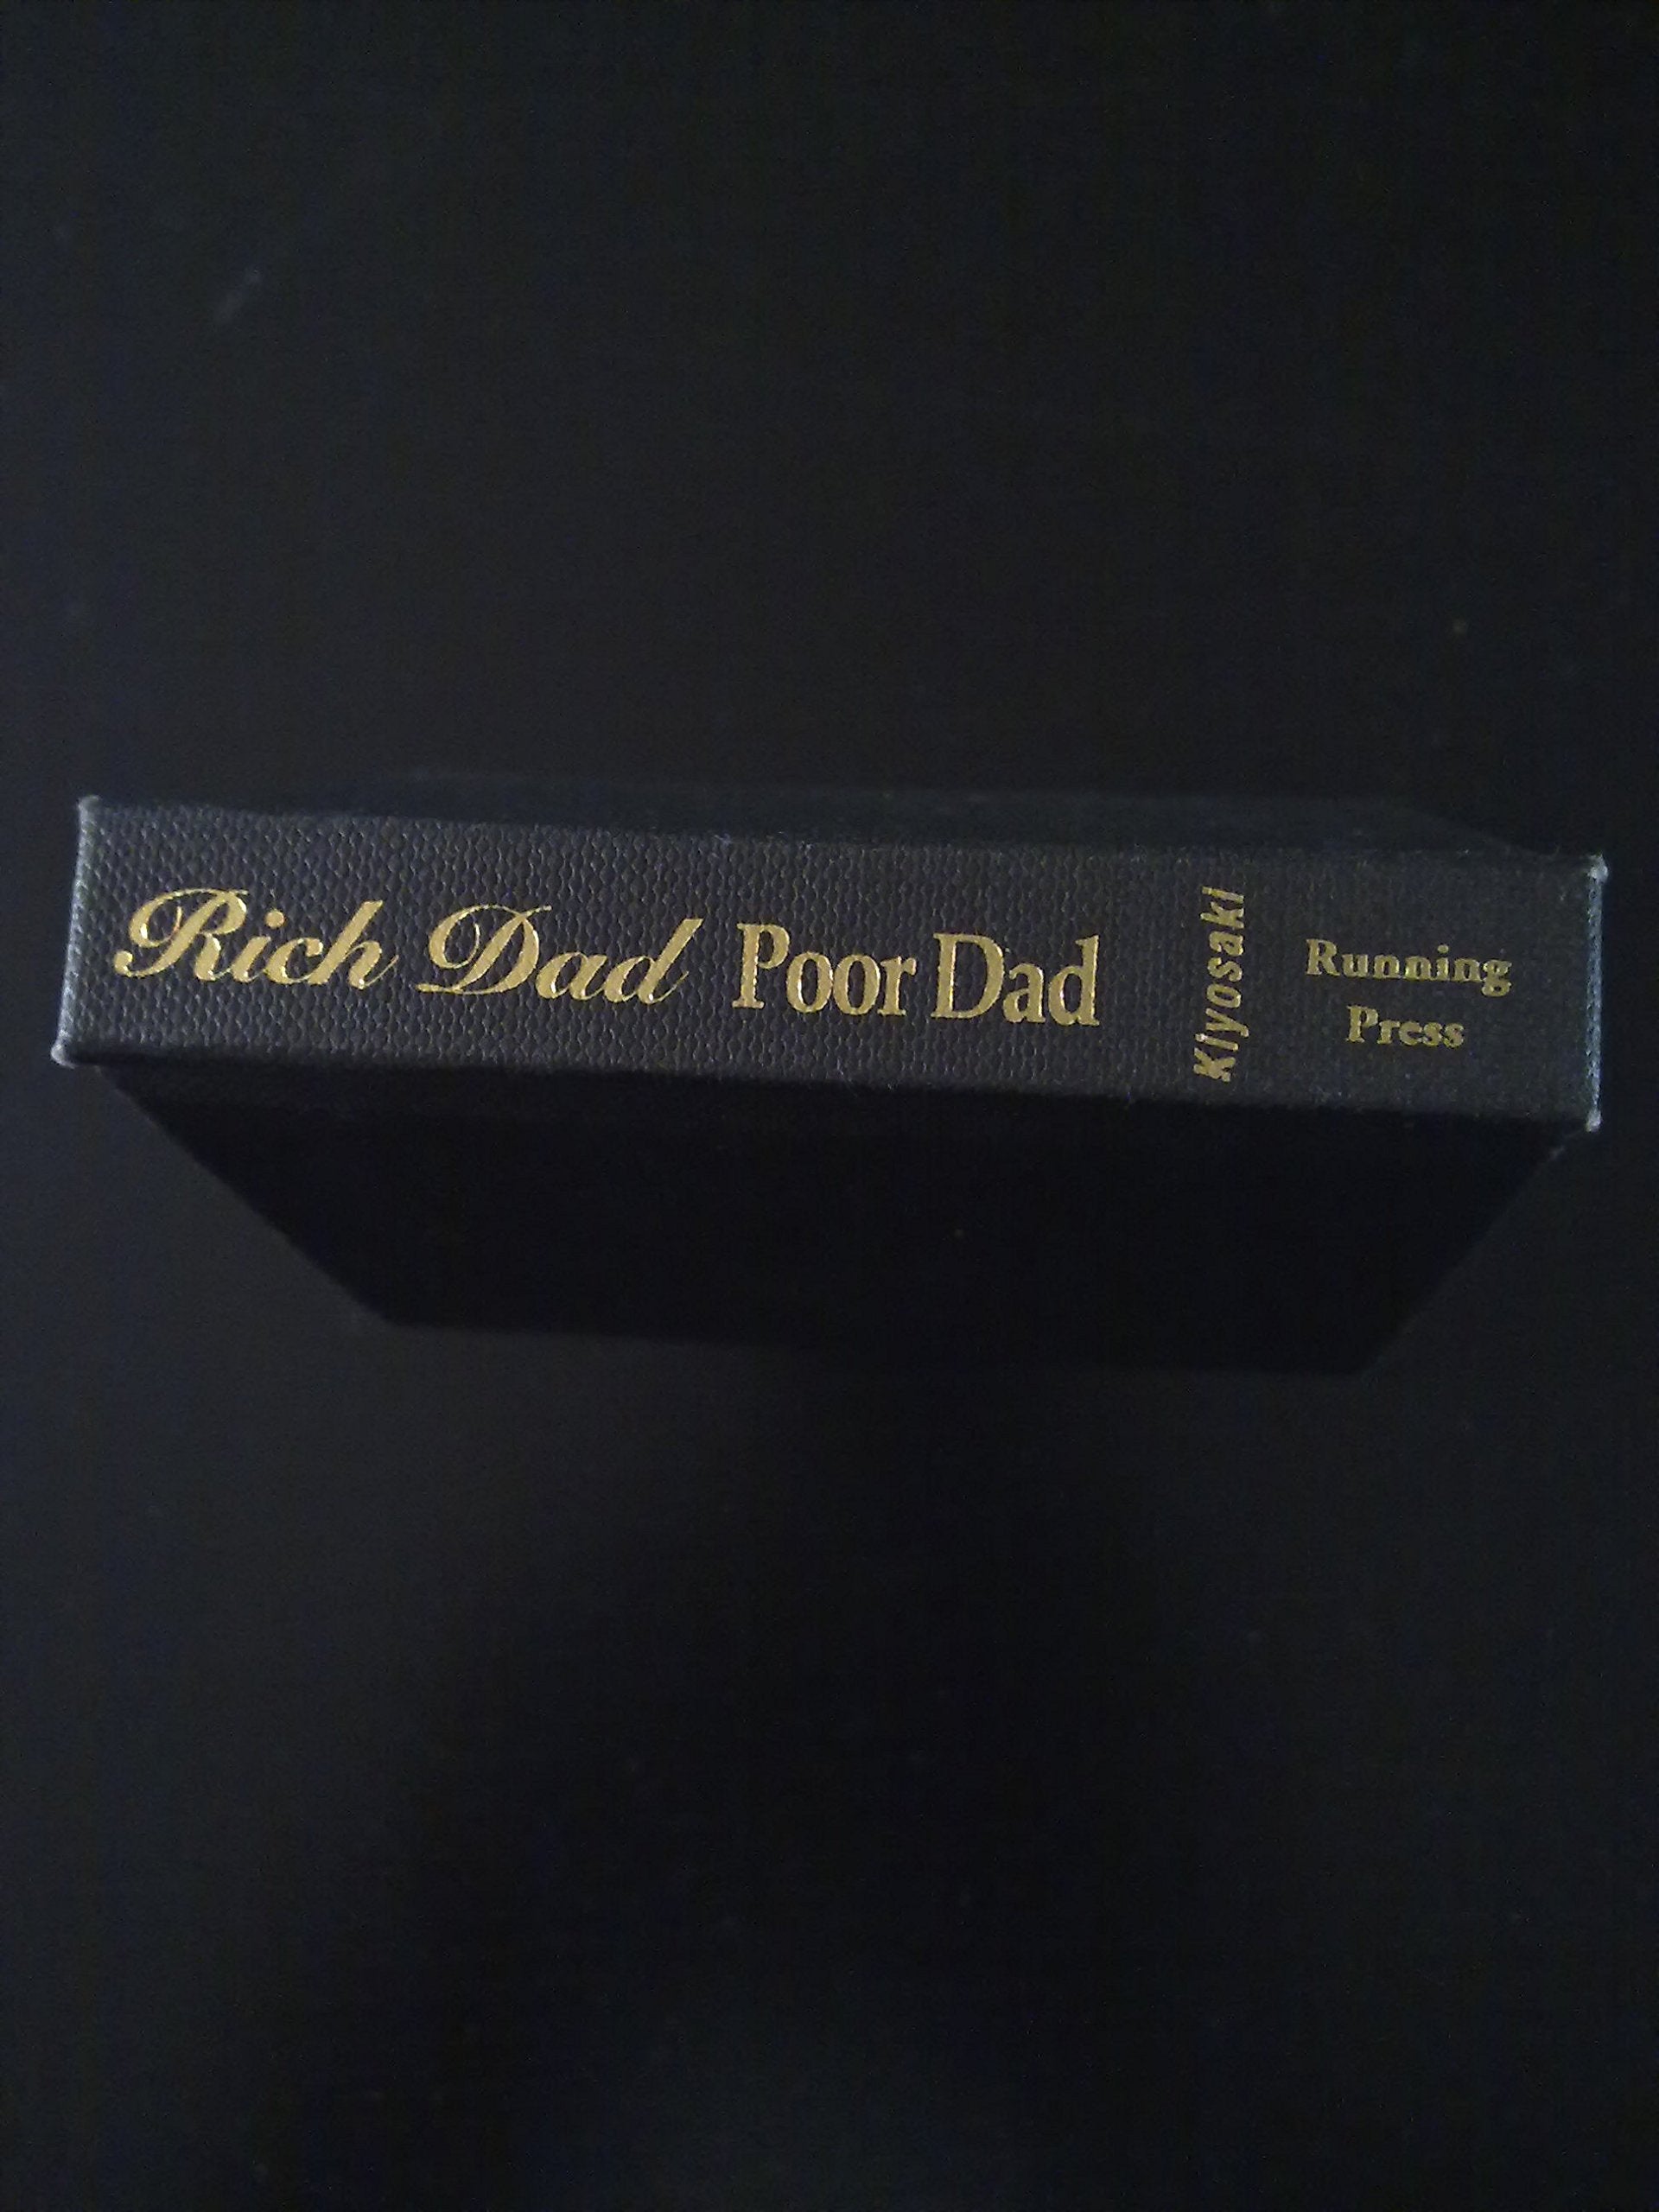 Rich Dad Poor Dad
Kiyosaki
Running
Press